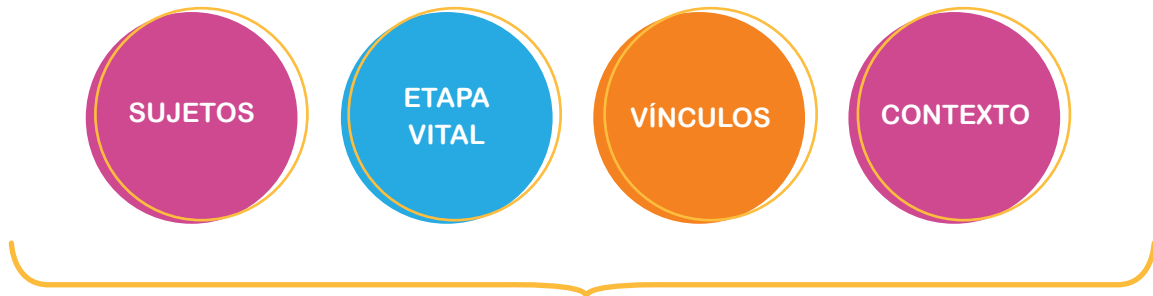 SUJETOS
ETAPA
VITAL
VÍNCULOS
CONTEXTO